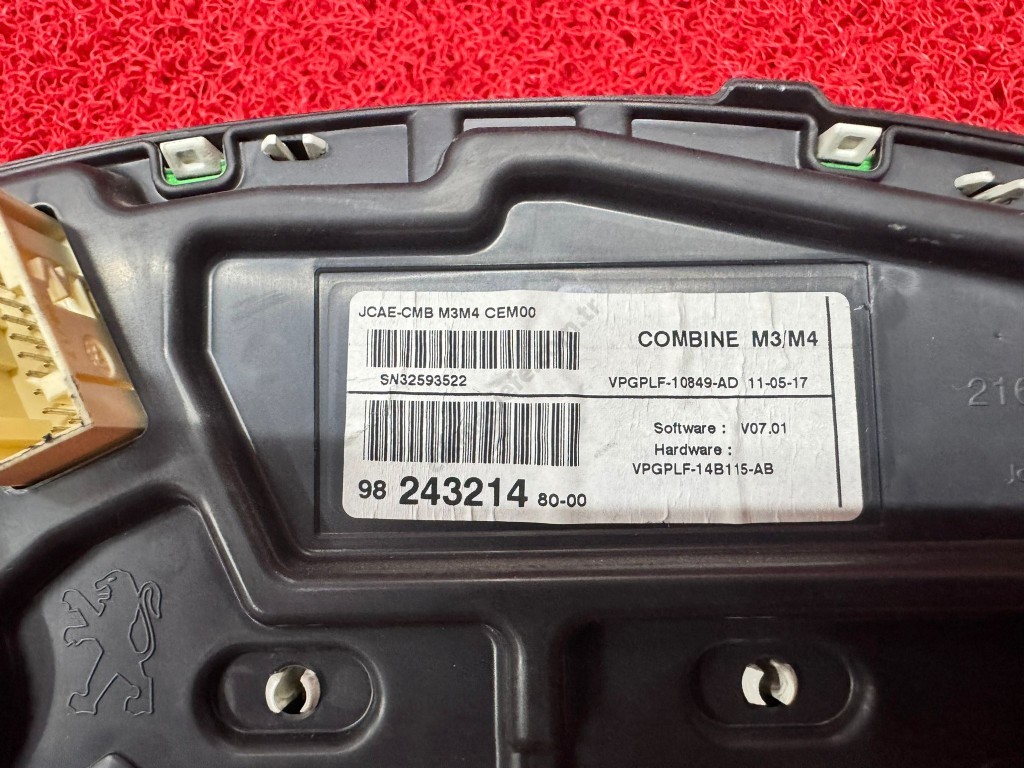 JCAE-CMB M3M4 CEM00
COMBINE M3/M4
SN32593522
VPGPLF-10849-AD 11-05-17
Software : V07.01
Hardware :
VPGPLF-14B115-AB
98 243214 80-00
216